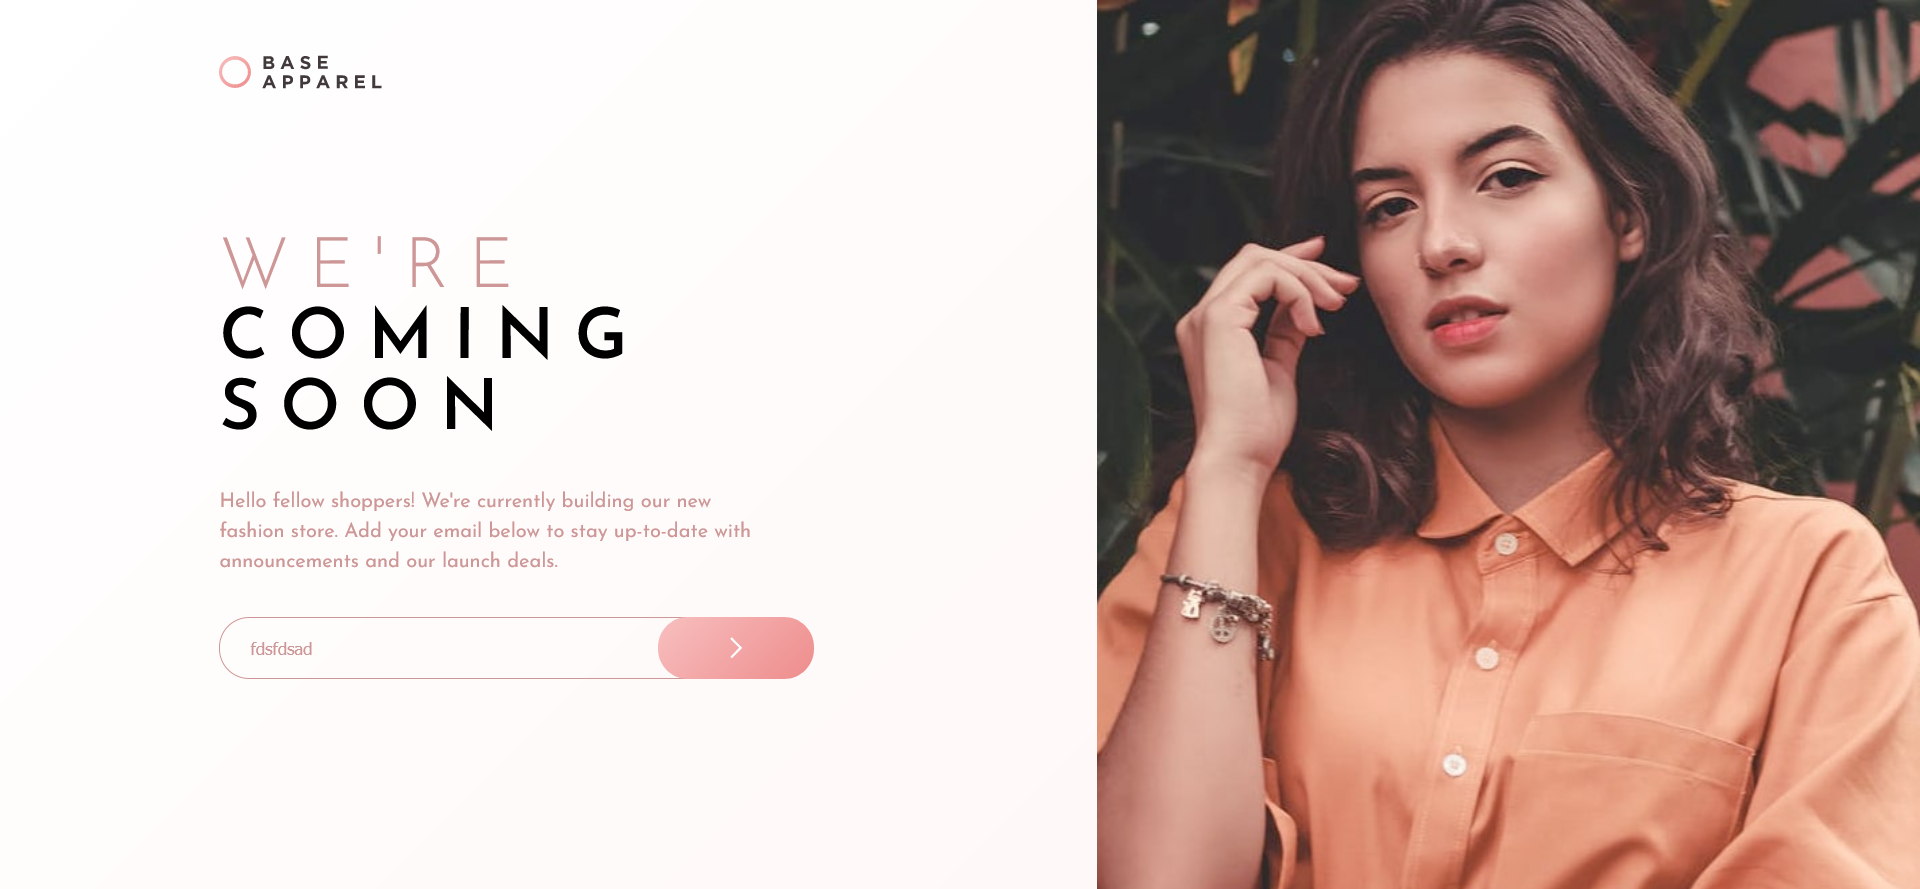 BASE
APPAREL
WE'RE
COMING
SOON
Hello fellow shoppers! We're currently building our new
fashion store. Add your email below to stay up-to-date with
announcements and our launch deals.
fdsfdsad